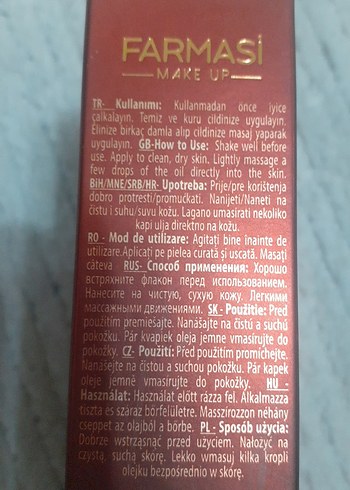 FARMASİ
MAKE UP
TR- Kullanımı: Kullanmadan önce iyice
çalkalayın. Temiz ve kuru cildinize uygulayın.
Elinize birkaç damla alıp cildinize masaj yaparak
uygulayın. GB-How to Use: Shake well before
use. Apply to clean, dry skin. Lightly massage a
few drops of the oil directly into the skin.
BIH/MNE/SRB/HR- Upotreba: Prije/pre korištenja
dobro protresti/promućkati. Nanijeti/Naneti na
čistu i suhu/suvu kožu. Lagano umasirati nekoliko
kapi ulja direktno na kožu.
RO - Mod de utilizare: Agitați bine înainte de
utilizare.Aplicați pe pielea curată și uscată. Masați
câteva RUS- Способ применения: Хорошо
встряхните флакон перед использованием.
Нанесите на чистую, сухую кожу. Легкими
массажными движениями. SK - Použitie: Pred
použitím premiešajte. Nanášajte na čistú a suchú
pokožku. Pár kvapiek oleja jemne vmasírujte do
pokožky. CZ- Použití: Před použitím promíchejte.
Nanášejte na čistou a suchou pokožku. Pár kapek
oleje jemně vmasírujte do pokožky. HU -
Használat: Használat előtt rázza fel. Alkalmazza
tiszta és száraz bőrfelületre. Masszírozzon néhány
cseppet az olajból a bőrbe. PL - Sposób użycia:
Dobrze wstrząsnąć przed użyciem. Nałożyć na
czystą, suchą skórę. Lekko wmasuj kilka kropli
olejku bezpośrednio w skórę.